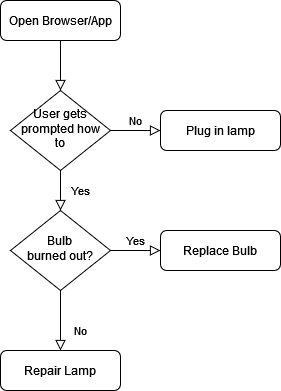 Open Browser/App
User gets
prompted how
to
No
Plug in lamp
Yes
Bulb
burned out?
Yes
Replace Bulb
No
Repair Lamp